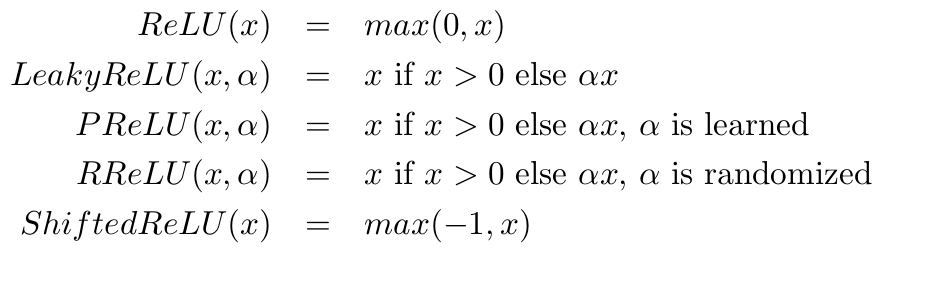 ReLU(x) = max(0, x)
LeakyReLU(x, α) = x if x > 0 else αx
PReLU(x, α) = x if x > 0 else αx, α is learned
RReLU(x, α) = x if x > 0 else αx, α is randomized
ShiftedReLU(x) = max(−1, x)